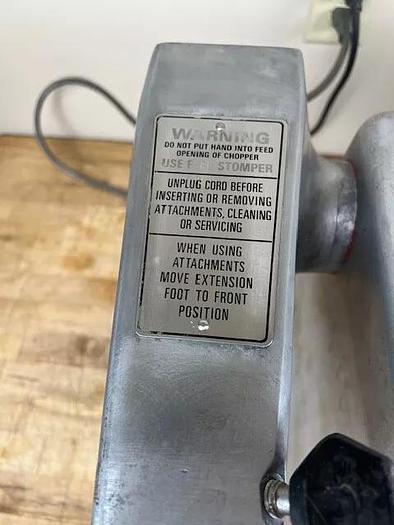 WARNING
DO NOT PUT HAND INTO FEED
OPENING OF CHOPPER
USE STOMPER
UNPLUG CORD BEFORE
INSERTING OR REMOVING
ATTACHMENTS, CLEANING
OR SERVICING
WHEN USING
ATTACHMENTS
MOVE EXTENSION
FOOT TO FRONT
POSITION